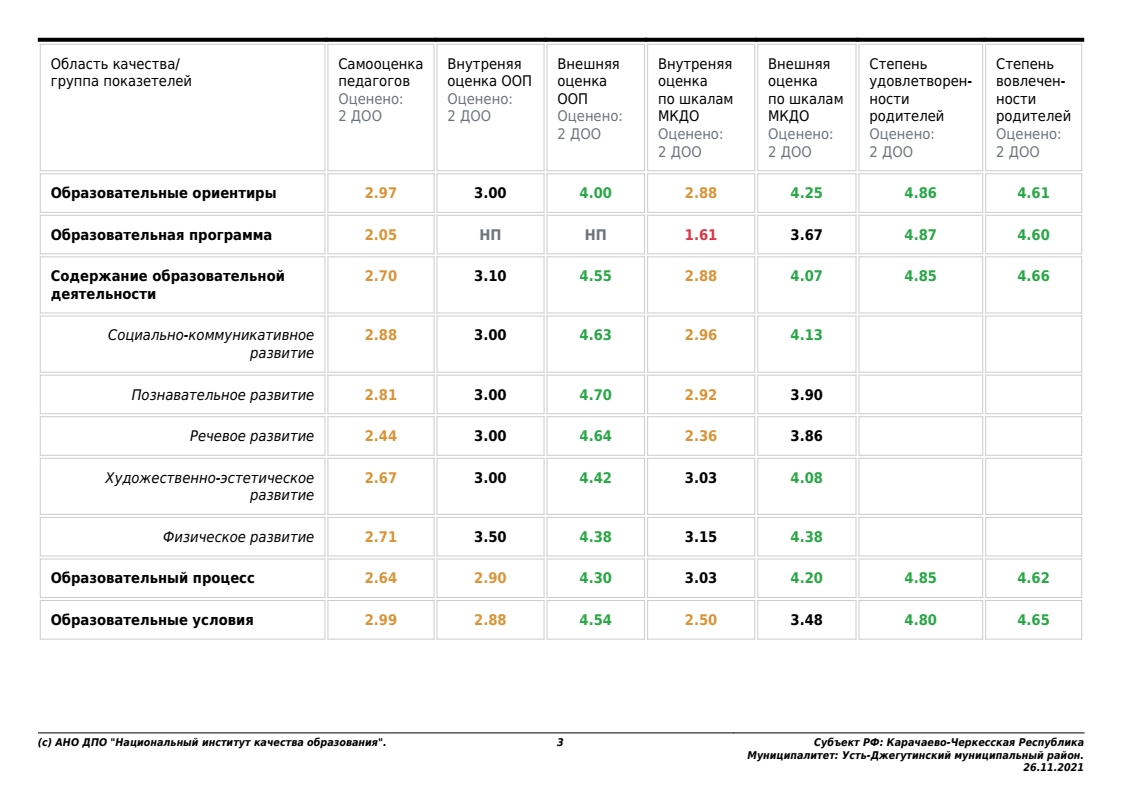 Область качества/
группа показетелей
Самооценка
педагогов
Оценено:
2 ДОО
Внутреняя
оценка ООП
Оценено:
2 ДОО
Внешняя
оценка
ООП
Оценено:
2 ДОО
Внутреняя
оценка
по шкалам
МКДО
Оценено:
2 ДОО
Внешняя
оценка
по шкалам
МКДО
Оценено:
2 ДОО
Степень
удовлетворен-
ности
родителей
Оценено:
2 ДОО
Степень
вовлечен-
ности
родителей
Оценено:
2 ДОО
Образовательные ориентиры 2.97 3.00 4.00 2.88 4.25 4.86 4.61
Образовательная программа 2.05 НП НП 1.61 3.67 4.87 4.60
Содержание образовательной 2.70 3.10 4.55 2.88 4.07 4.85 4.66
деятельности
Социально-коммуникативное 2.88 3.00 4.63 2.96 4.13
развитие
Познавательное развитие 2.81 3.00 4.70 2.92 3.90
Речевое развитие 2.44 3.00 4.64 2.36 3.86
Художественно-эстетическое 2.67 3.00 4.42 3.03 4.08
развитие
Физическое развитие 2.71 3.50 4.38 3.15 4.38
Образовательный процесс 2.64 2.90 4.30 3.03 4.20 4.85 4.62
Образовательные условия 2.99 2.88 4.54 2.50 3.48 4.80 4.65
(с) АНО ДПО "Национальный институт качества образования". 3 Субъект РФ: Карачаево-Черкесская Республика
Муниципалитет: Усть-Джегутинский муниципальный район.
26.11.2021